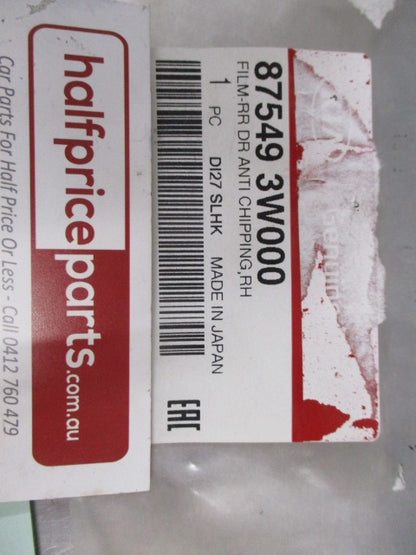 halfpriceparts.com.au
Car Parts For Half Price Or Less - Call 0412 760 479
87549 3W000
FILM-RR DR ANTI CHIPPING,RH
1 PC DI27 SLHK MADE IN JAPAN
EAC